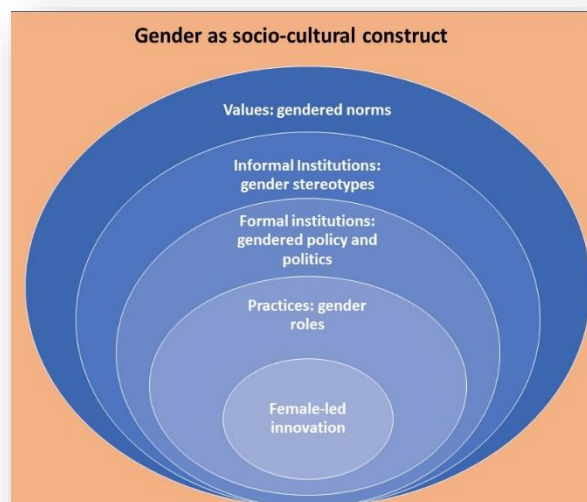 Gender as socio-cultural construct
Values: gendered norms
Informal Institutions:
gender stereotypes
Formal institutions:
gendered policy and
politics
Practices: gender
roles
Female-led
innovation